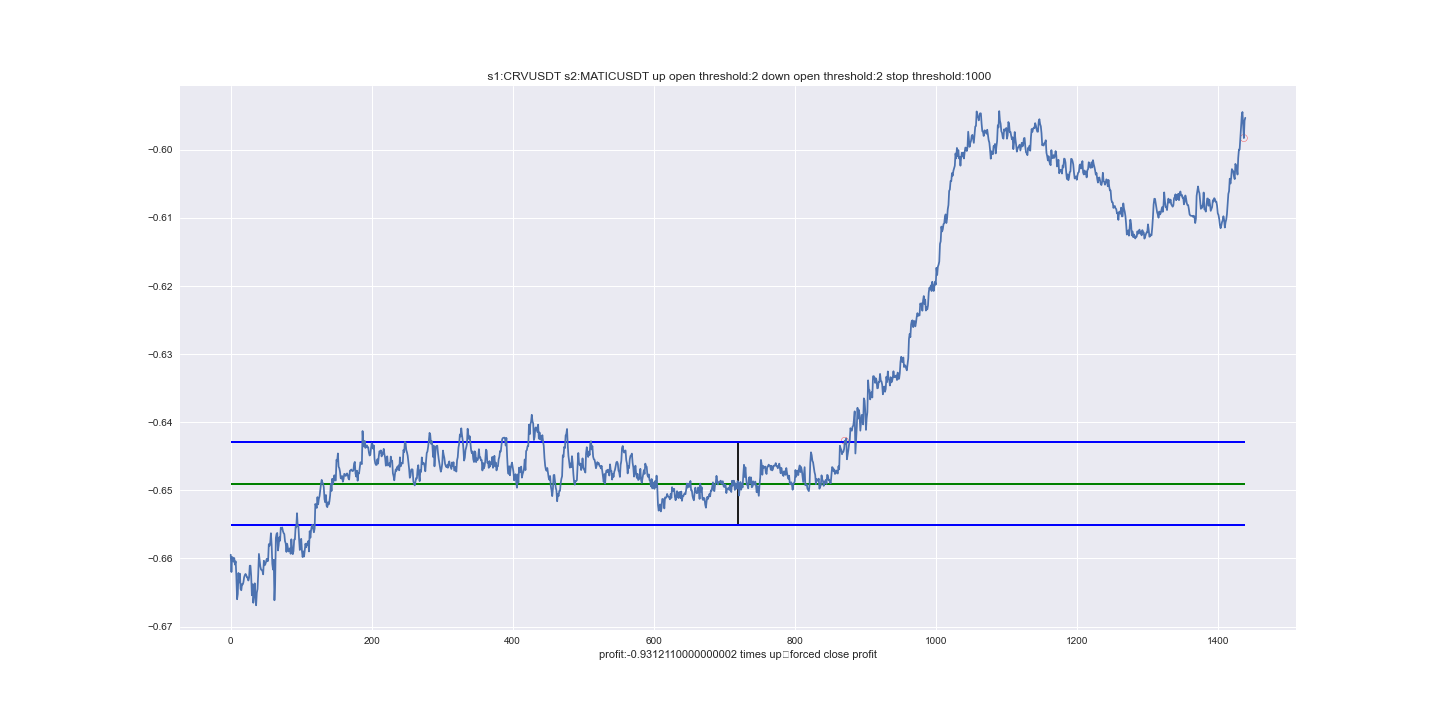 s1:CRVUSDT s2:MATICUSDT up open threshold:2 down open threshold:2 stop threshold:1000
−0.60
−0.61
−0.62
−0.63
−0.64
−0.65
−0.66
−0.67
0 200 400 600 800 1000 1200 1400
profit:-0.9312110000000002 times up□forced close profit